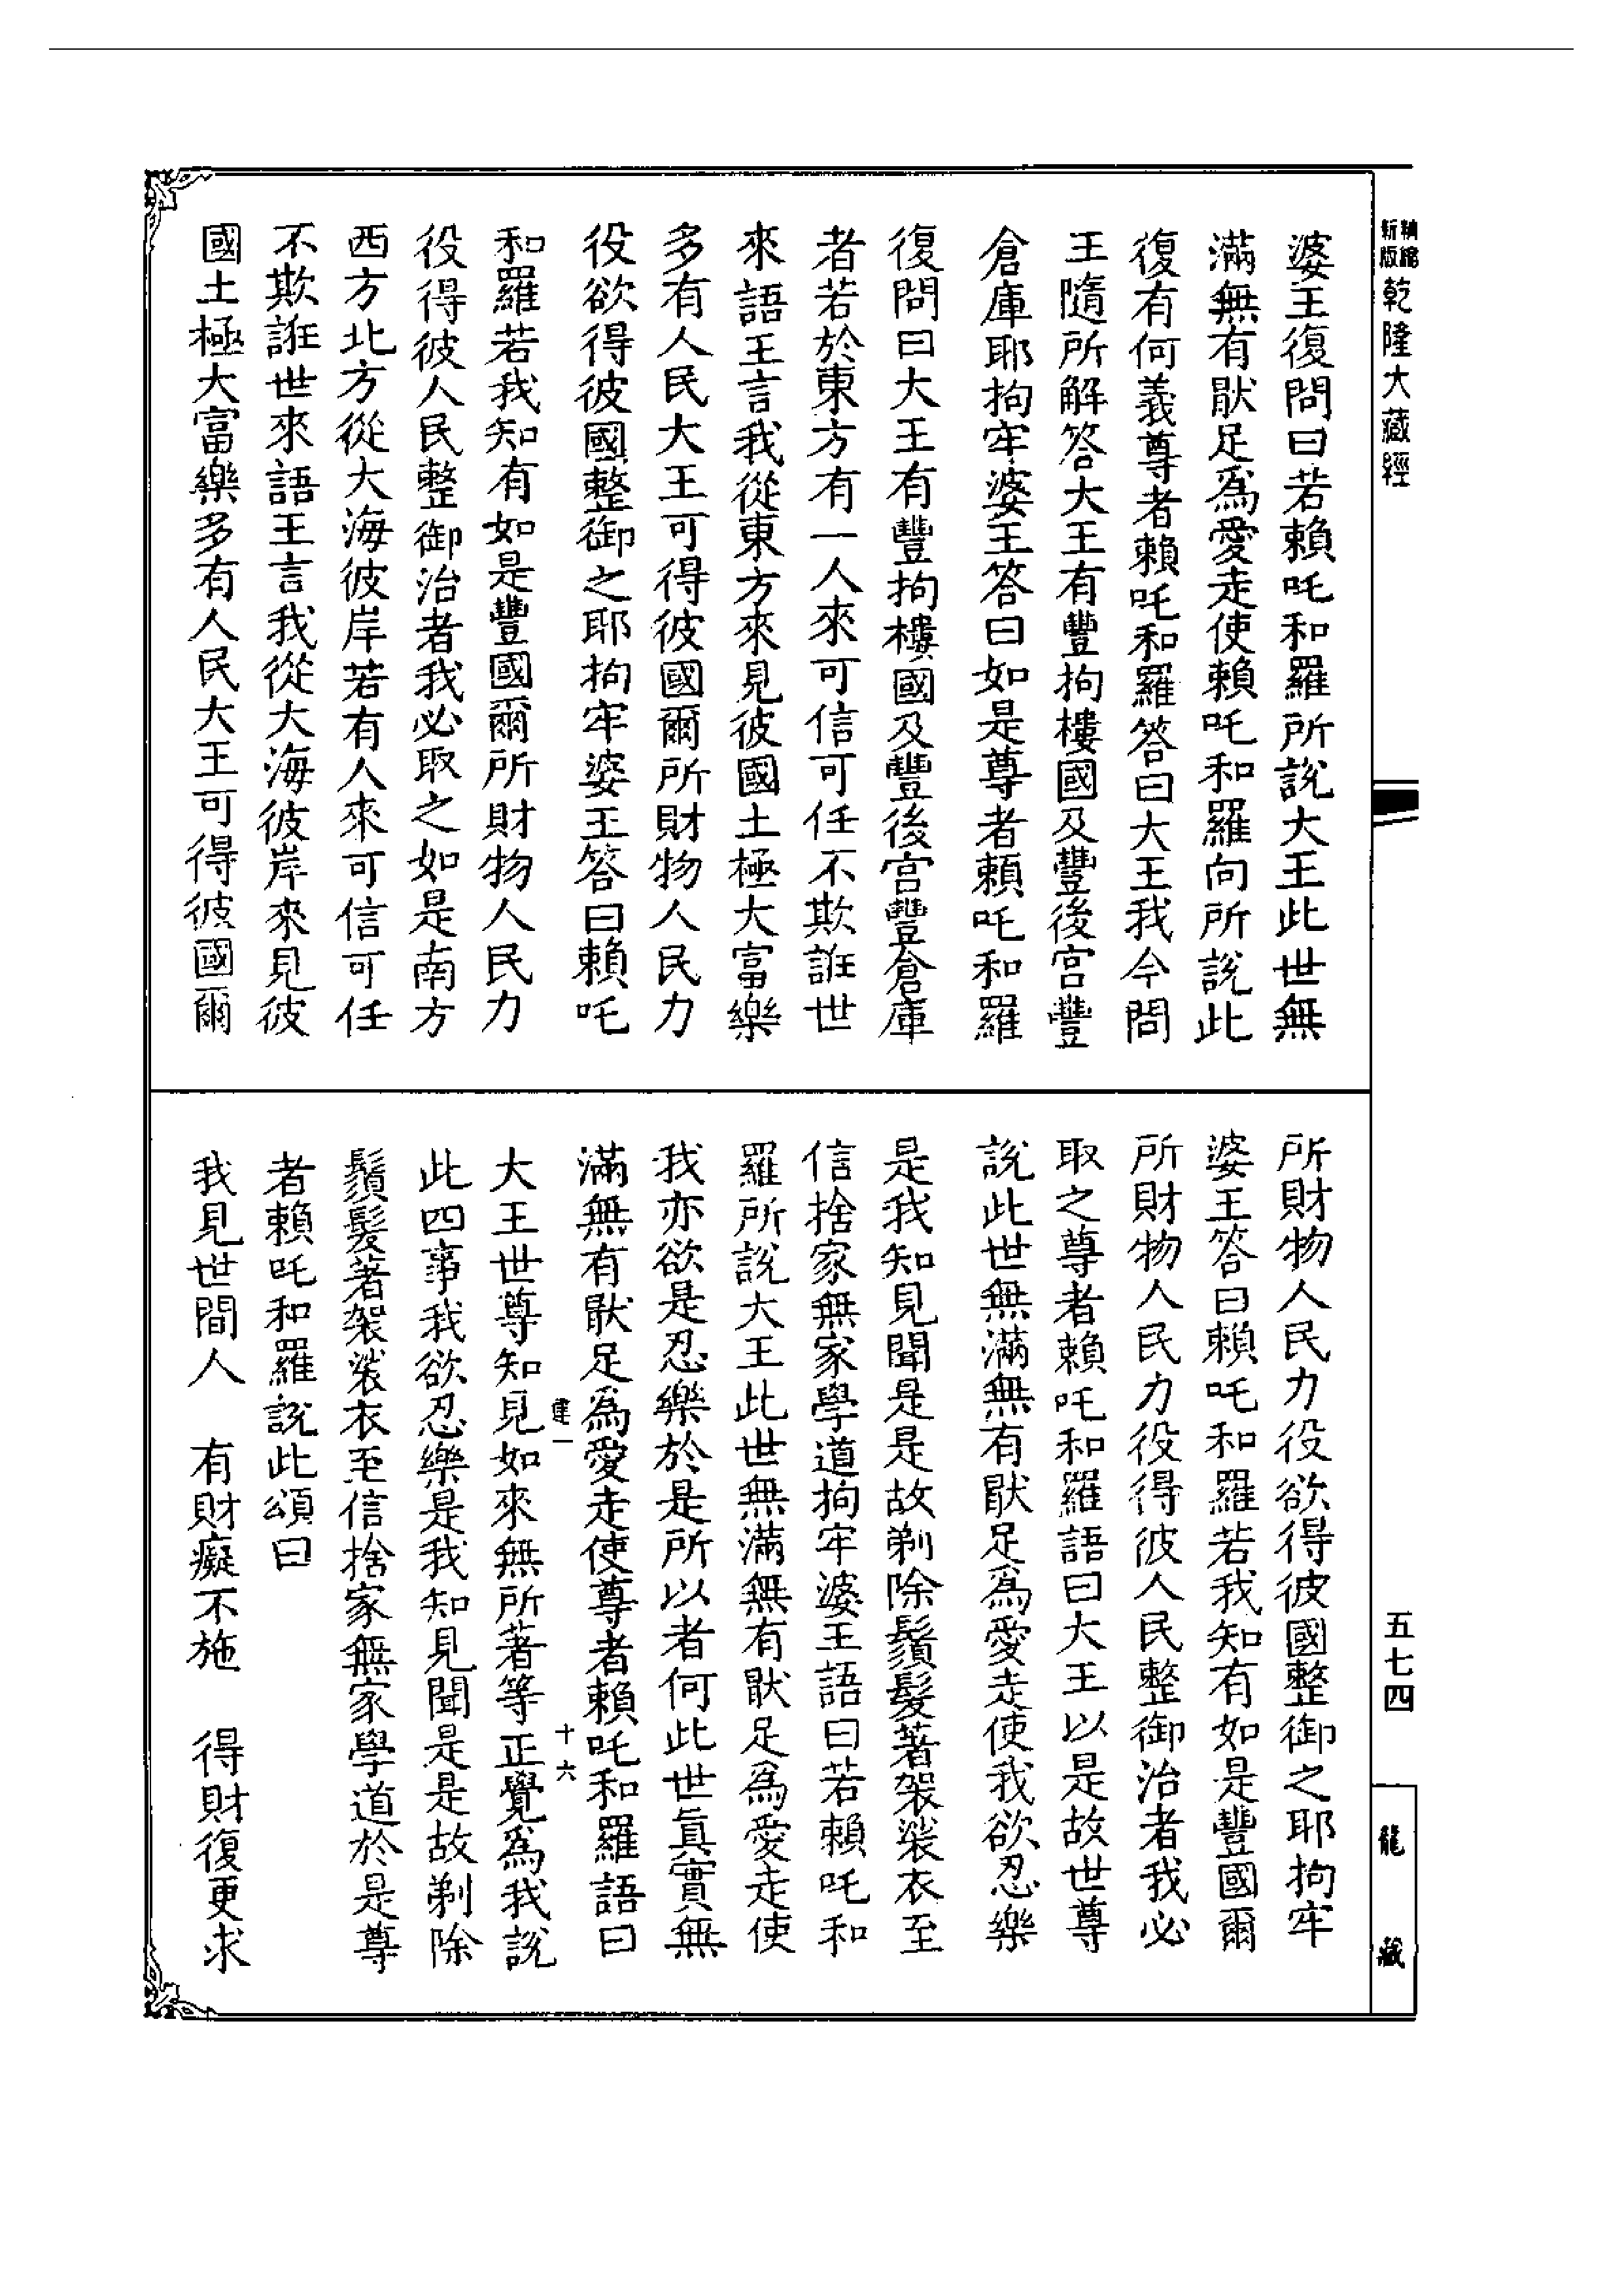 新版精縮乾隆大藏經
婆王復問曰若賴吒和羅所說大王此世無
滿無有猒足爲愛走使賴吒和羅向所說此
復有何義尊者賴吒和羅答曰大王我今問
王隨所解答大王有豐拘樓國及豐後宮豐
倉庫耶拘牢婆王答曰如是尊者賴吒和羅
復問曰大王有豐拘樓國及豐後宮豐倉庫
者若於東方有一人來可信可任不欺誑世
來語王言我從東方來見彼國土極大富樂
多有人民大王可得彼國爾所財物人民力
役欲得彼國整御之耶拘牢婆王答曰賴吒
和羅若我知有如是豐國爾所財物人民力
役得彼人民整御治者我必取之如是南方
西方北方從大海彼岸若有人來可信可任
不欺誑世來語王言我從大海彼岸來見彼
國土極大富樂多有人民大王可得彼國爾
所財物人民力役欲得彼國整御之耶拘牢
婆王答曰賴吒和羅若我知有如是豐國爾
所財物人民力役得彼人民整御治者我必
取之尊者賴吒和羅語曰大王以是故世尊
說此世無滿無有猒足爲愛走使我欲忍樂
是我知見聞是是故剃除鬚髮著袈裟衣至
信捨家無家學道拘牢婆王語曰若賴吒和
羅所說大王此世無滿無有猒足爲愛走使
我亦欲是忍樂於是所以者何此世眞實無
滿無有猒足爲愛走使尊者賴吒和羅語曰
建一
十六
大王世尊知見如來無所著等正覺爲我說
此四事我欲忍樂是我知見聞是是故剃除
鬚髮著袈裟衣至信捨家無家學道於是尊
者賴吒和羅說此頌曰
我見世間人　有財癡不施　得財復更求
五七四
龍藏